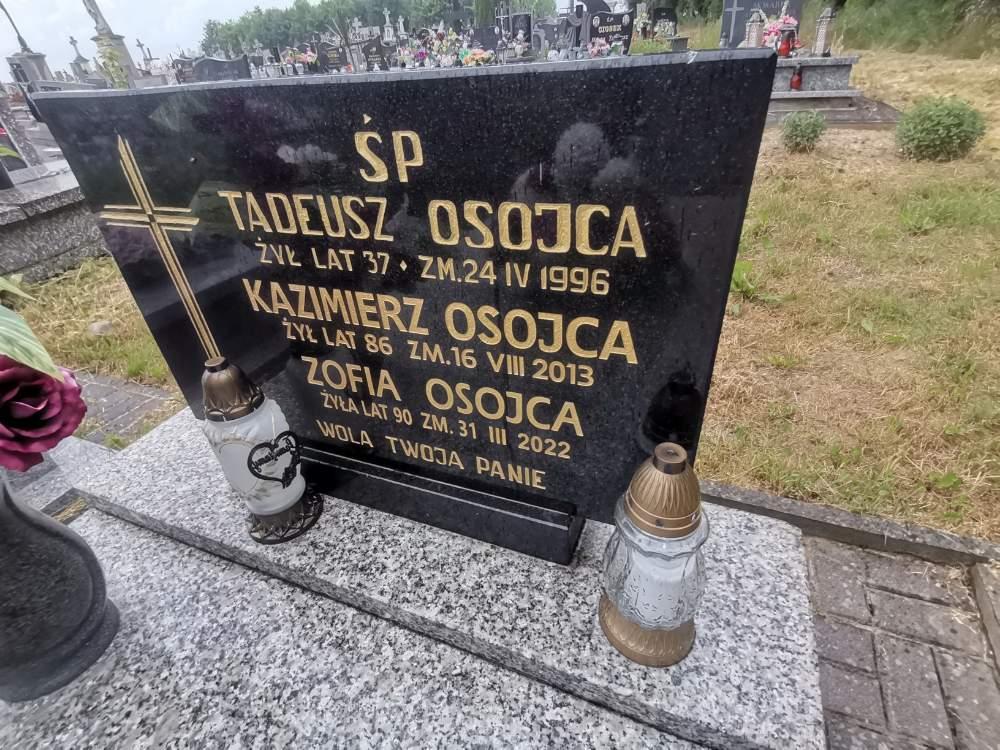 ŚP
TADEUSZ OSOJCA
ŻYŁ LAT 37 • ZM. 24 IV 1996
KAZIMIERZ OSOJCA
ŻYŁ LAT 86 ZM. 16 VIII 2013
ZOFIA OSOJCA
ŻYŁA LAT 90 ZM. 31 III 2022
WOLA TWOJA PANIE